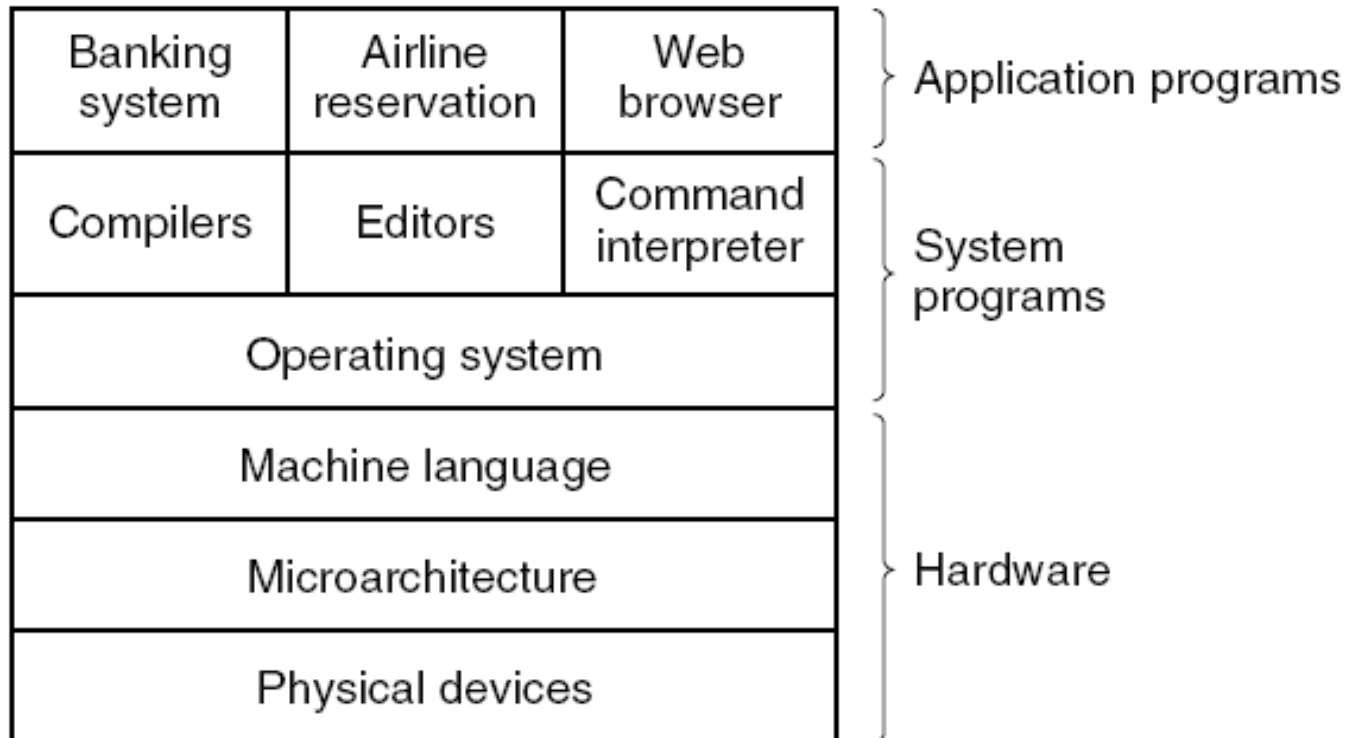 Banking
system
Airline
reservation
Web
browser
Application programs
Compilers
Editors
Command
interpreter
System
programs
Operating system
Machine language
Microarchitecture
Hardware
Physical devices